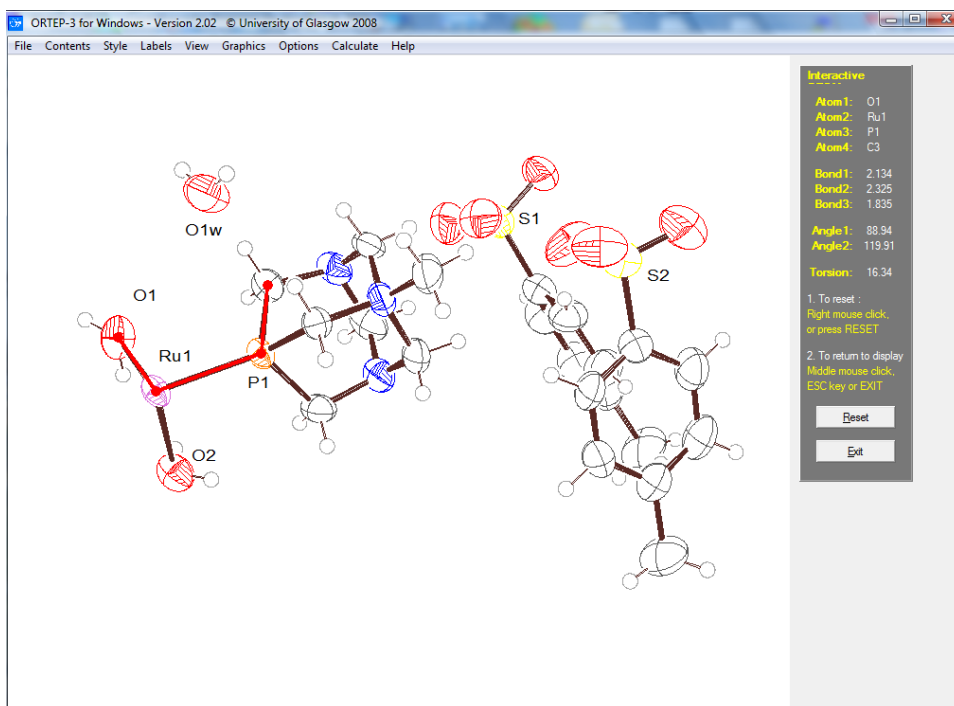 ORTEP-3 for Windows - Version 2.02 © University of Glasgow 2008
File Contents Style Labels View Graphics Options Calculate Help
Interactive
Atom1: O1
Atom2: Ru1
Atom3: P1
Atom4: C3
Bond1: 2.134
Bond2: 2.325
Bond3: 1.835
Angle1: 88.94
Angle2: 119.91
Torsion: 16.34
1. To reset :
Right mouse click,
or press RESET
2. To return to display
Middle mouse click,
ESC key or EXIT
Reset
Exit
S1
O1w
S2
O1
Ru1
P1
O2